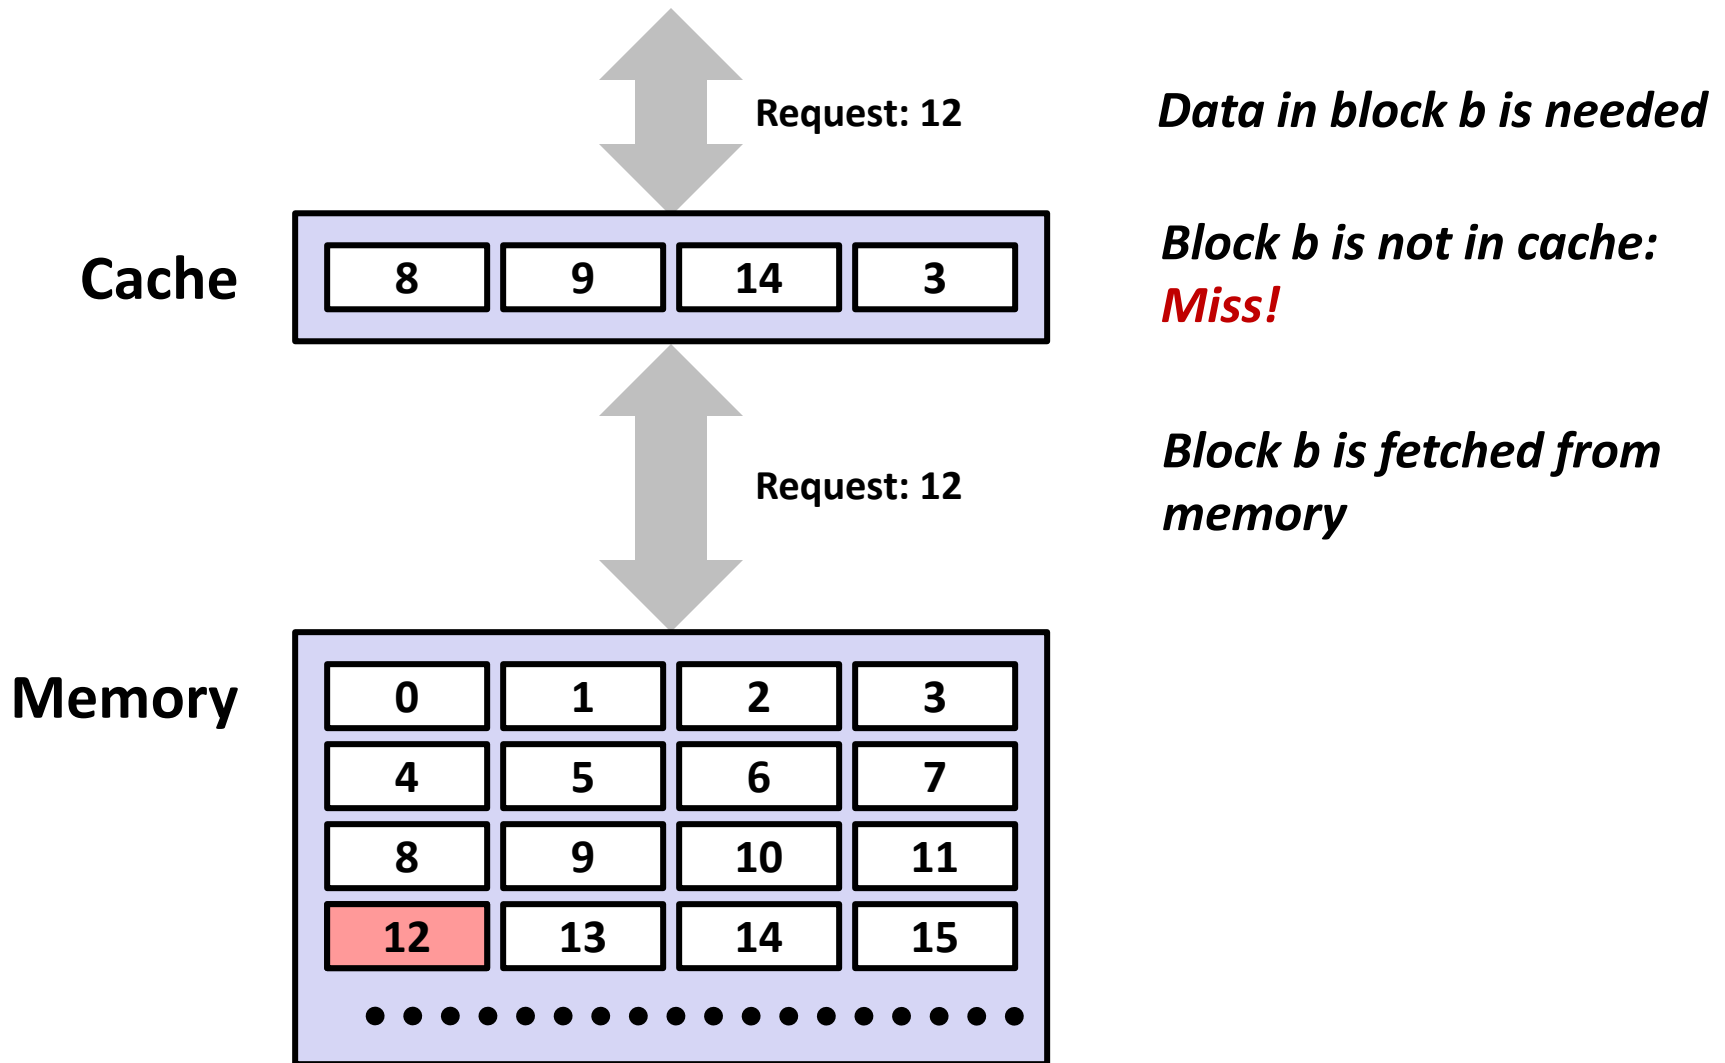 Request: 12
Data in block b is needed
Cache
8 9 14 3
Block b is not in cache:
Miss!
Request: 12
Block b is fetched from
memory
Memory
0 1 2 3
4 5 6 7
8 9 10 11
12 13 14 15